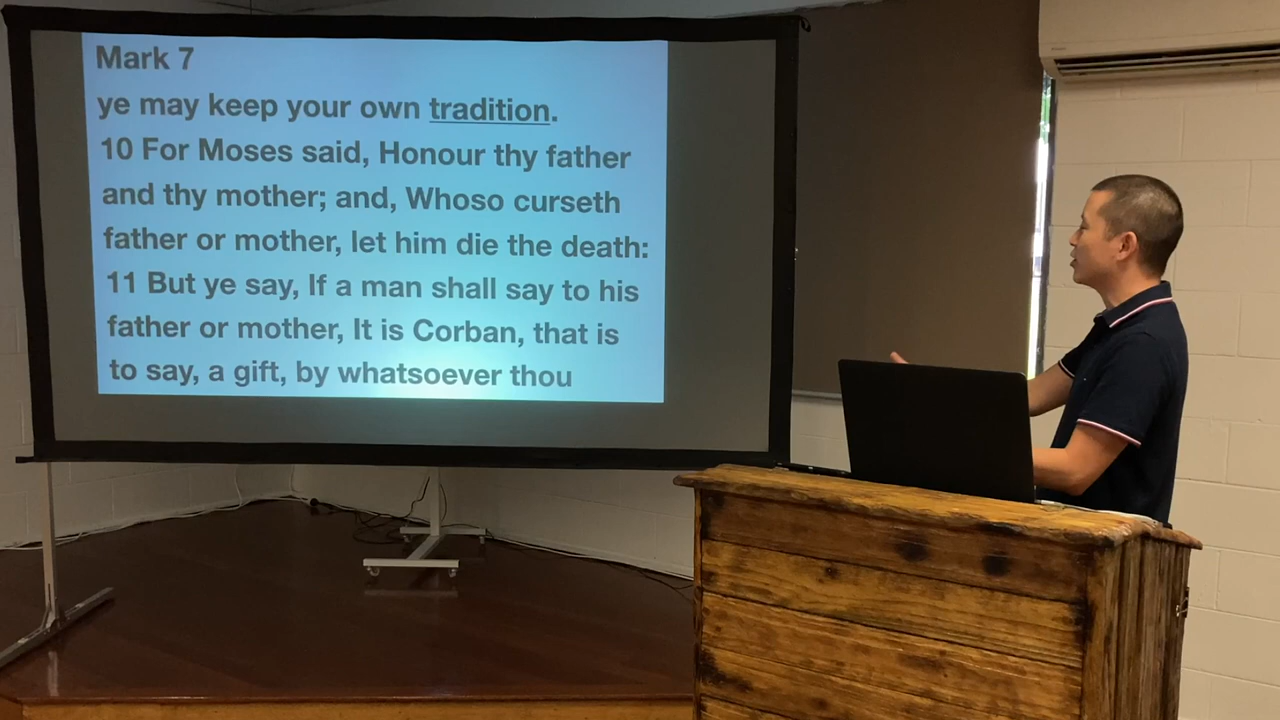 Mark 7
ye may keep your own tradition.
10 For Moses said, Honour thy father
and thy mother; and, Whoso curseth
father or mother, let him die the death:
11 But ye say, If a man shall say to his
father or mother, It is Corban, that is
to say, a gift, by whatsoever thou